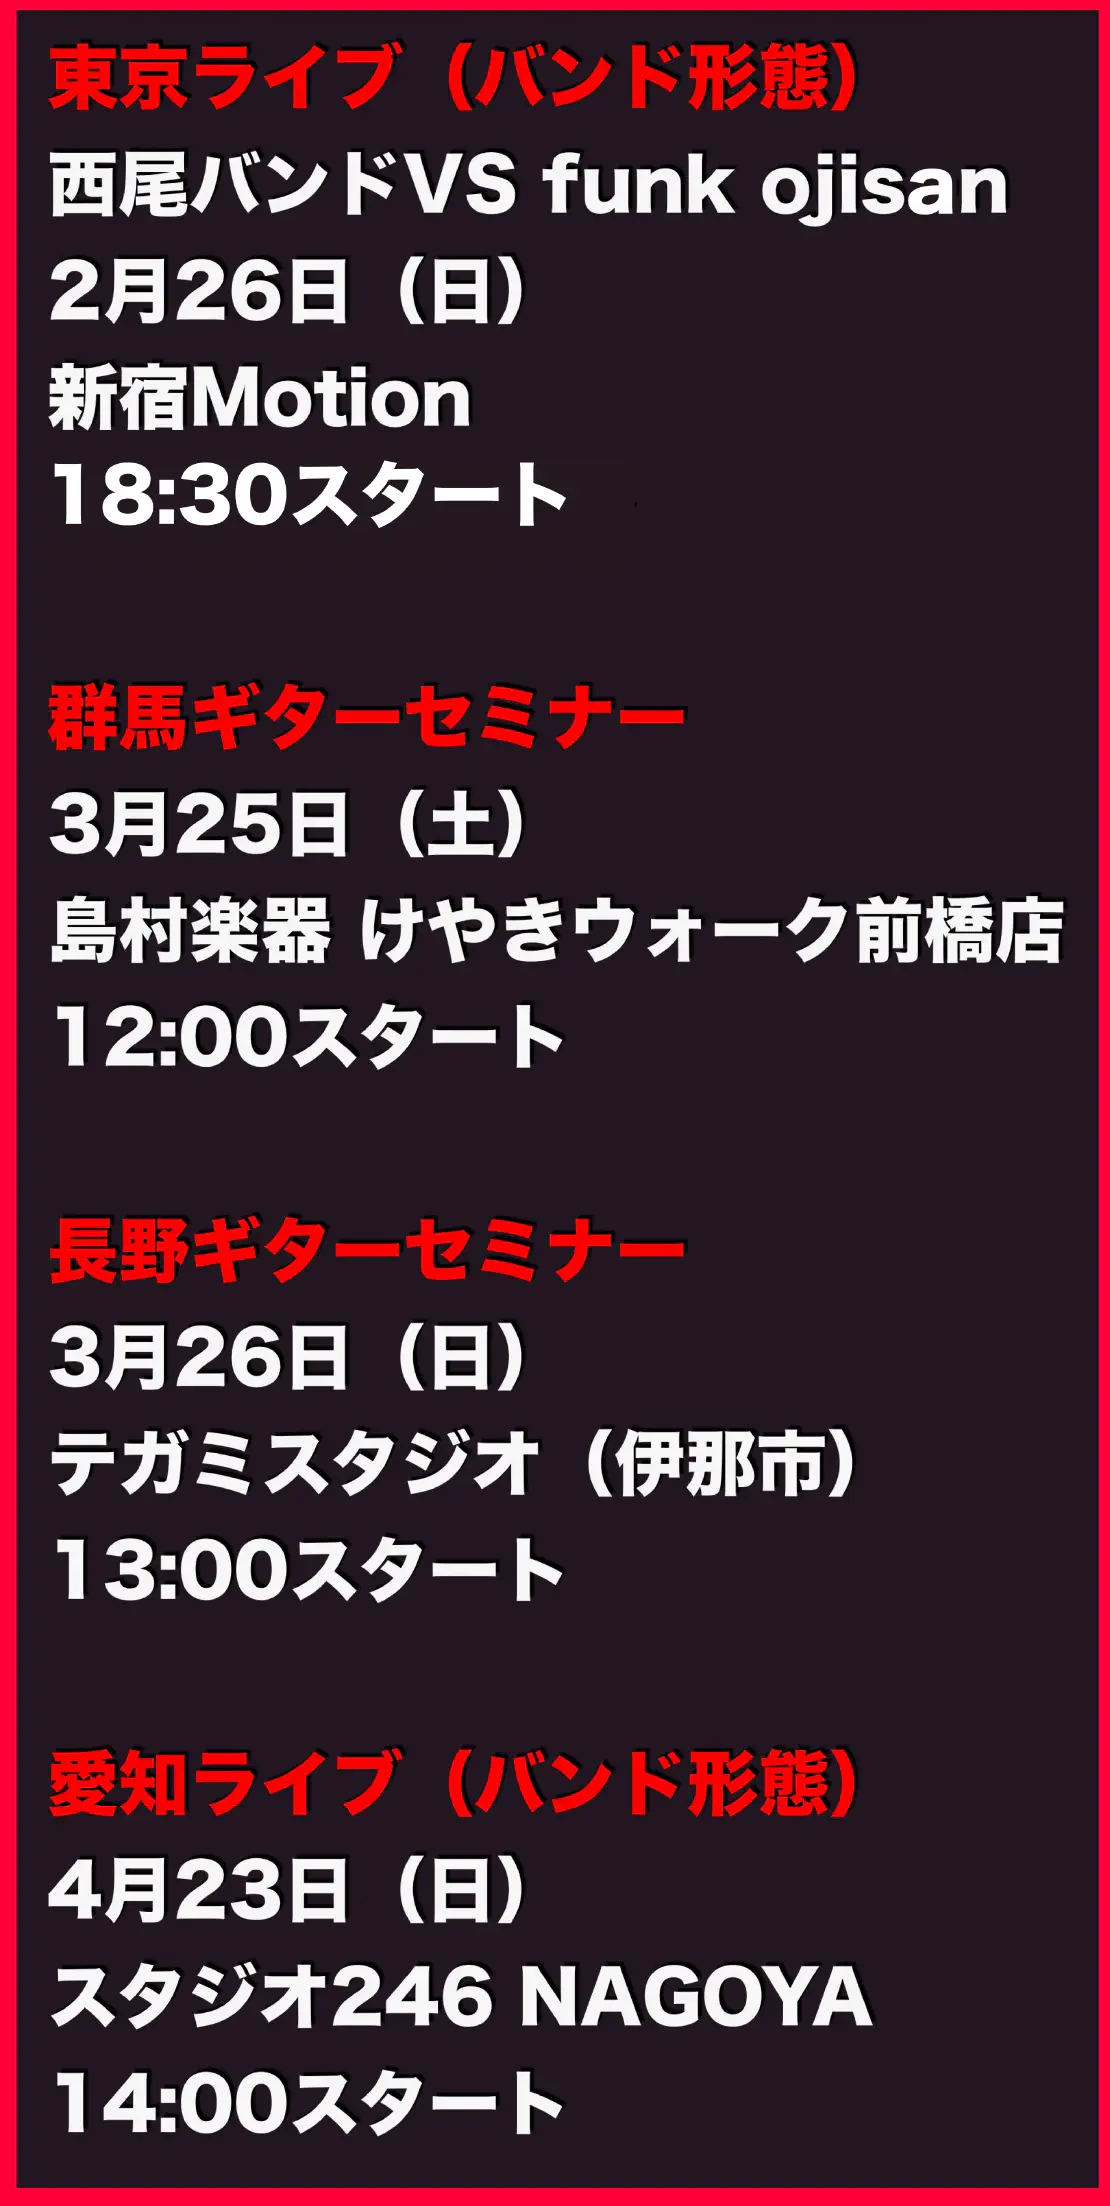 東京ライブ（バンド形態）
西尾バンドVS funk ojisan
2月26日（日）
新宿Motion
18:30スタート
群馬ギターセミナー
3月25日（土）
島村楽器 けやきウォーク前橋店
12:00スタート
長野ギターセミナー
3月26日（日）
テガミスタジオ（伊那市）
13:00スタート
愛知ライブ（バンド形態）
4月23日（日）
スタジオ246 NAGOYA
14:00スタート